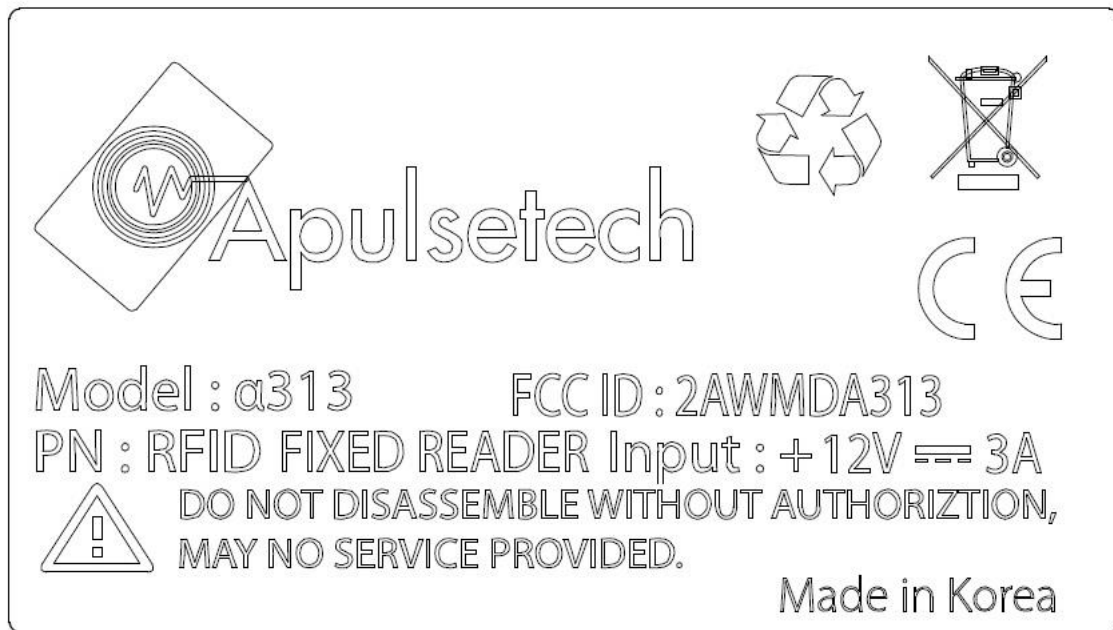 Apulsetech
CE
Model : α313 FCC ID : 2AWMDA313
PN : RFID FIXED READER Input : +12V ⎓ 3A
DO NOT DISASSEMBLE WITHOUT AUTHORIZTION,
MAY NO SERVICE PROVIDED.
Made in Korea